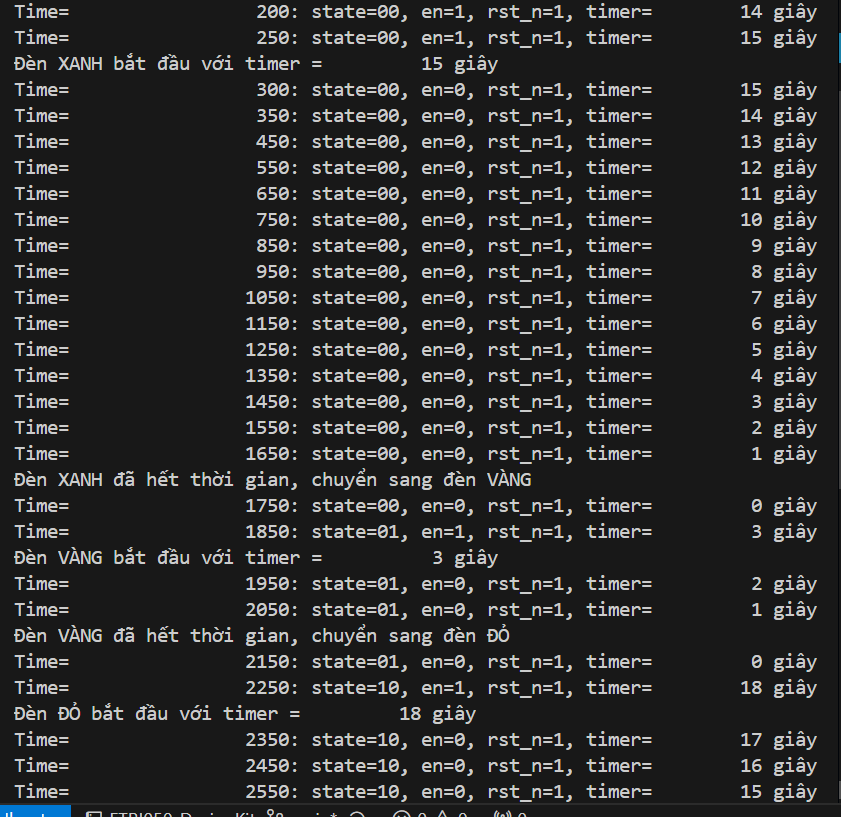 Time=                 200: state=00, en=1, rst_n=1, timer=        14 giây
Time=                 250: state=00, en=1, rst_n=1, timer=        15 giây
Đèn XANH bắt đầu với timer =         15 giây
Time=                 300: state=00, en=0, rst_n=1, timer=        15 giây
Time=                 350: state=00, en=0, rst_n=1, timer=        14 giây
Time=                 450: state=00, en=0, rst_n=1, timer=        13 giây
Time=                 550: state=00, en=0, rst_n=1, timer=        12 giây
Time=                 650: state=00, en=0, rst_n=1, timer=        11 giây
Time=                 750: state=00, en=0, rst_n=1, timer=        10 giây
Time=                 850: state=00, en=0, rst_n=1, timer=         9 giây
Time=                 950: state=00, en=0, rst_n=1, timer=         8 giây
Time=                1050: state=00, en=0, rst_n=1, timer=         7 giây
Time=                1150: state=00, en=0, rst_n=1, timer=         6 giây
Time=                1250: state=00, en=0, rst_n=1, timer=         5 giây
Time=                1350: state=00, en=0, rst_n=1, timer=         4 giây
Time=                1450: state=00, en=0, rst_n=1, timer=         3 giây
Time=                1550: state=00, en=0, rst_n=1, timer=         2 giây
Time=                1650: state=00, en=0, rst_n=1, timer=         1 giây
Đèn XANH đã hết thời gian, chuyển sang đèn VÀNG
Time=                1750: state=00, en=0, rst_n=1, timer=         0 giây
Time=                1850: state=01, en=1, rst_n=1, timer=         3 giây
Đèn VÀNG bắt đầu với timer =          3 giây
Time=                1950: state=01, en=0, rst_n=1, timer=         2 giây
Time=                2050: state=01, en=0, rst_n=1, timer=         1 giây
Đèn VÀNG đã hết thời gian, chuyển sang đèn ĐỎ
Time=                2150: state=01, en=0, rst_n=1, timer=         0 giây
Time=                2250: state=10, en=1, rst_n=1, timer=        18 giây
Đèn ĐỎ bắt đầu với timer =         18 giây
Time=                2350: state=10, en=0, rst_n=1, timer=        17 giây
Time=                2450: state=10, en=0, rst_n=1, timer=        16 giây
Time=                2550: state=10, en=0, rst_n=1, timer=        15 giây